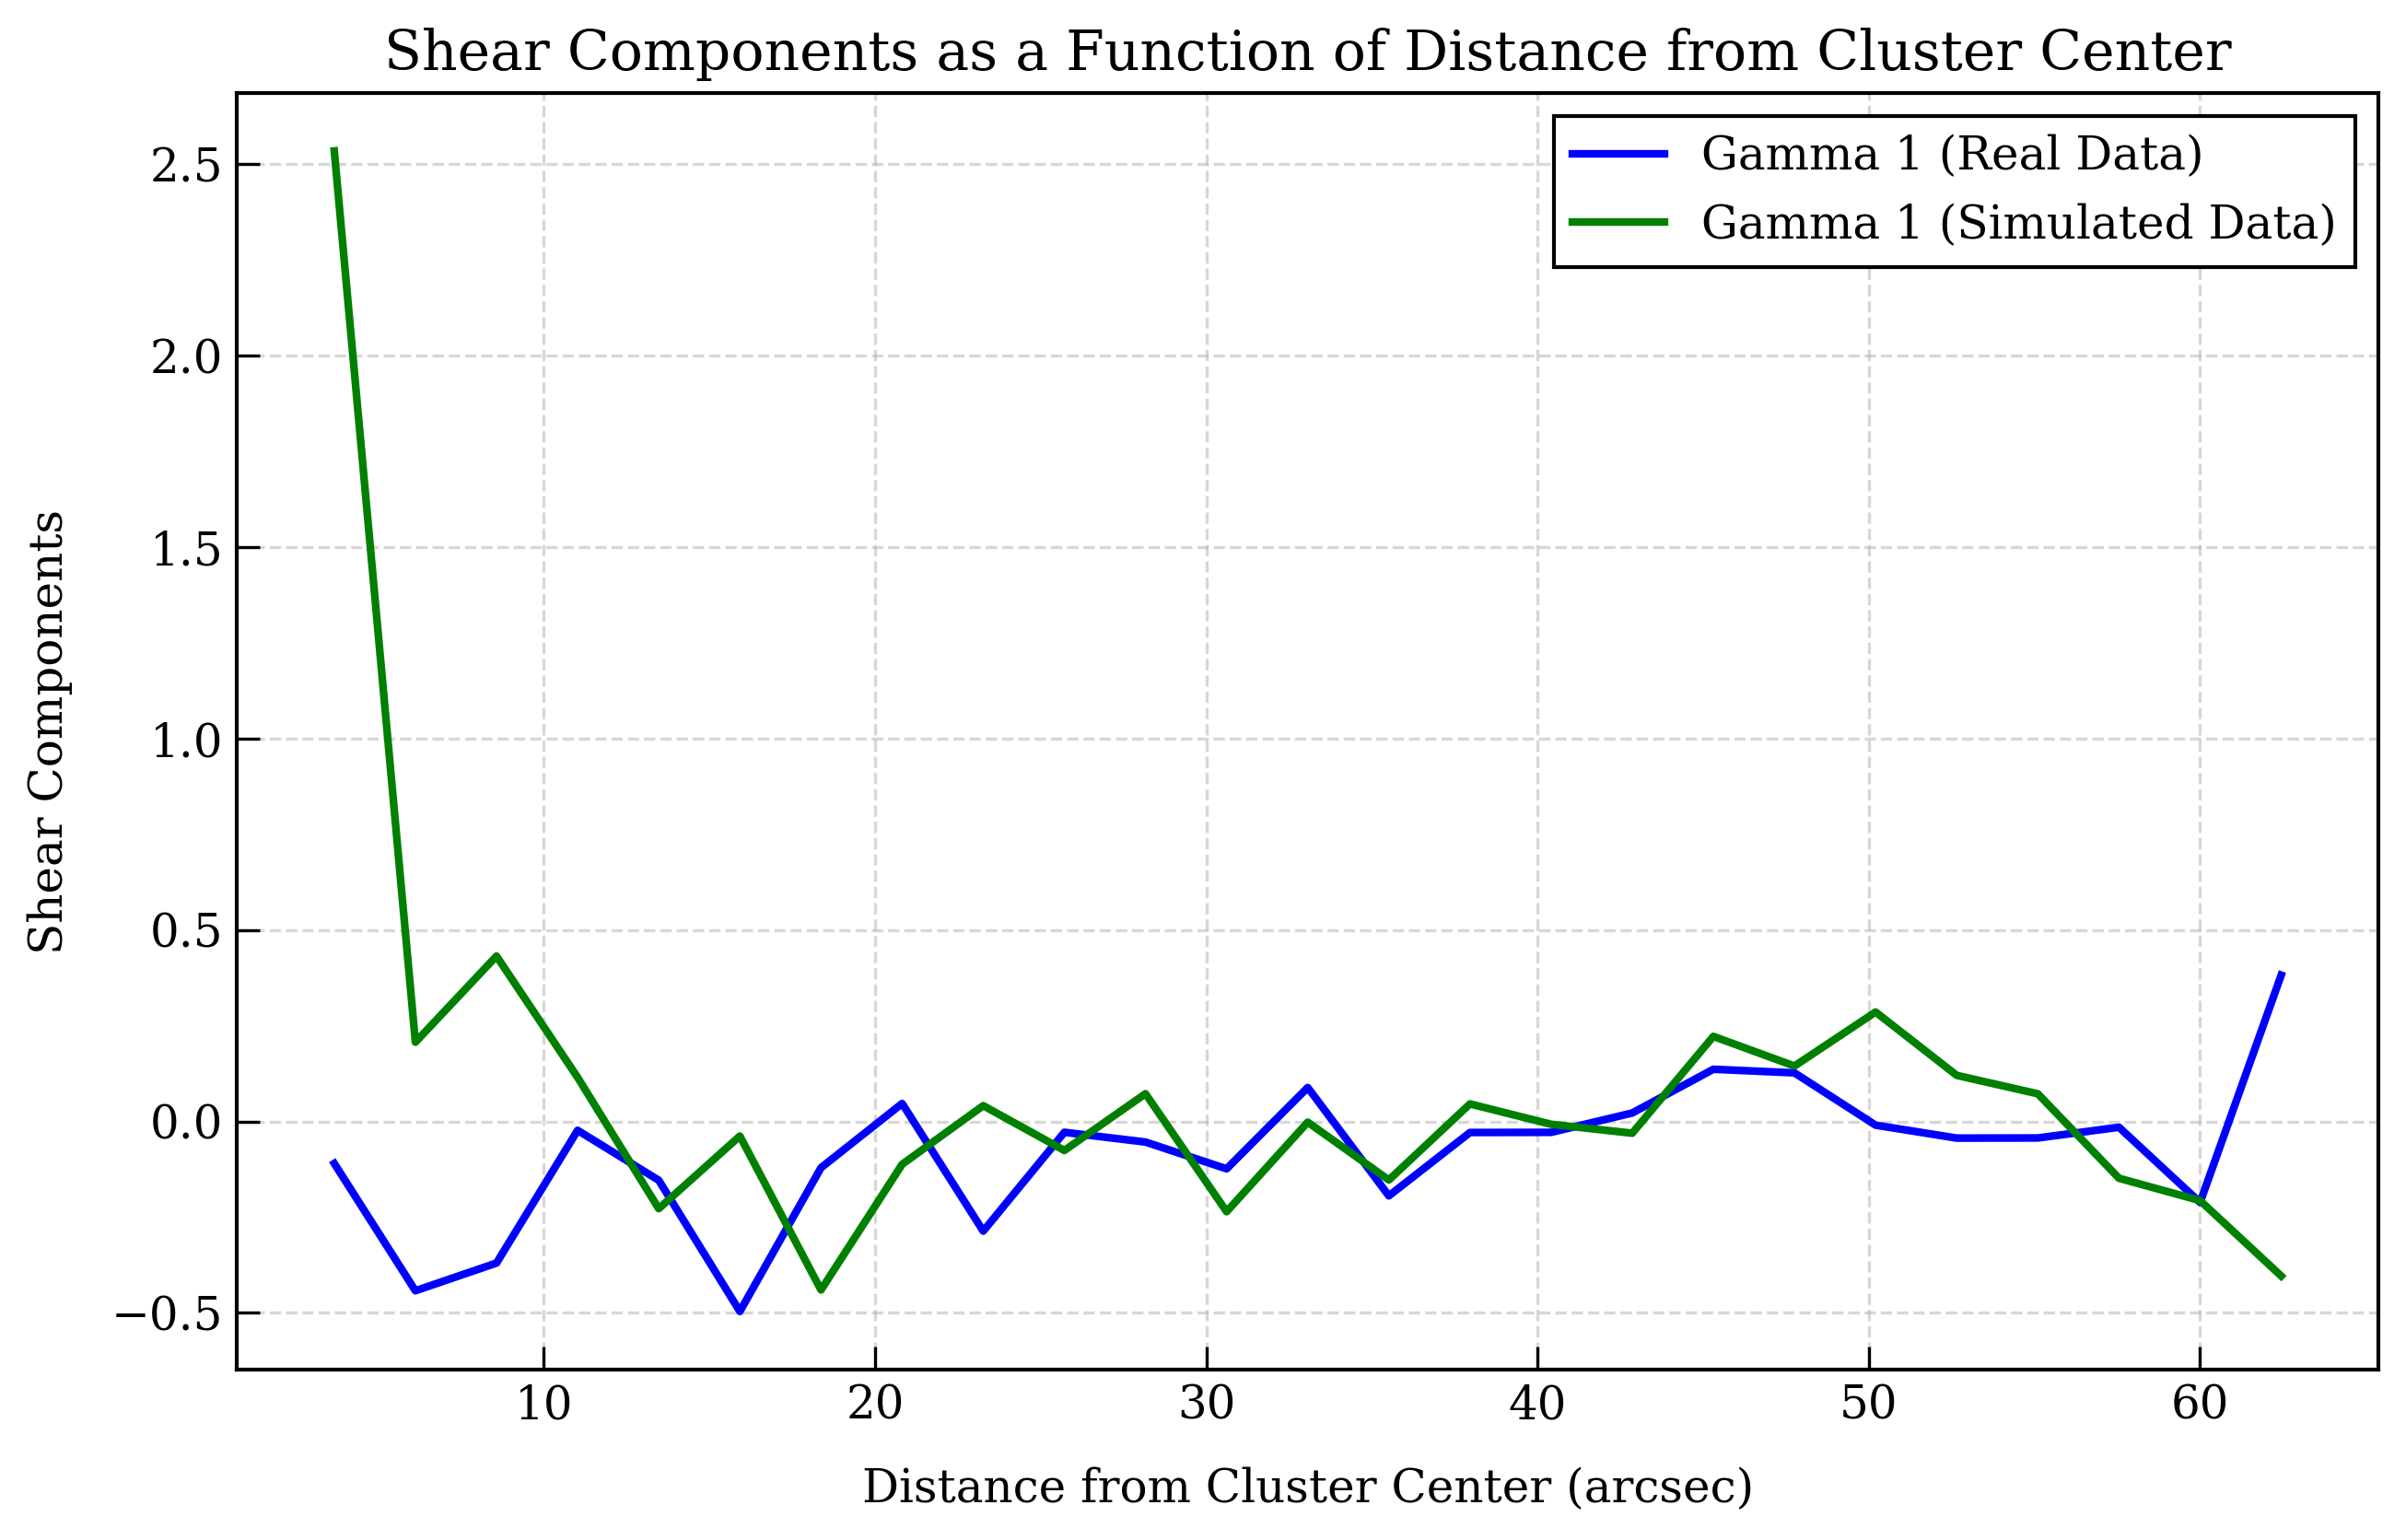 Shear Components as a Function of Distance from Cluster Center
Gamma 1 (Real Data)
Gamma 1 (Simulated Data)
Shear Components
2.5
2.0
1.5
1.0
0.5
0.0
−0.5
10 20 30 40 50 60
Distance from Cluster Center (arcsec)